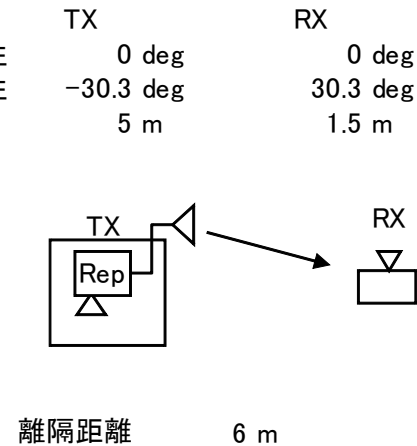 TX RX
0 deg 0 deg
-30.3 deg 30.3 deg
5 m 1.5 m
TX
RX
Rep
離隔距離 6 m